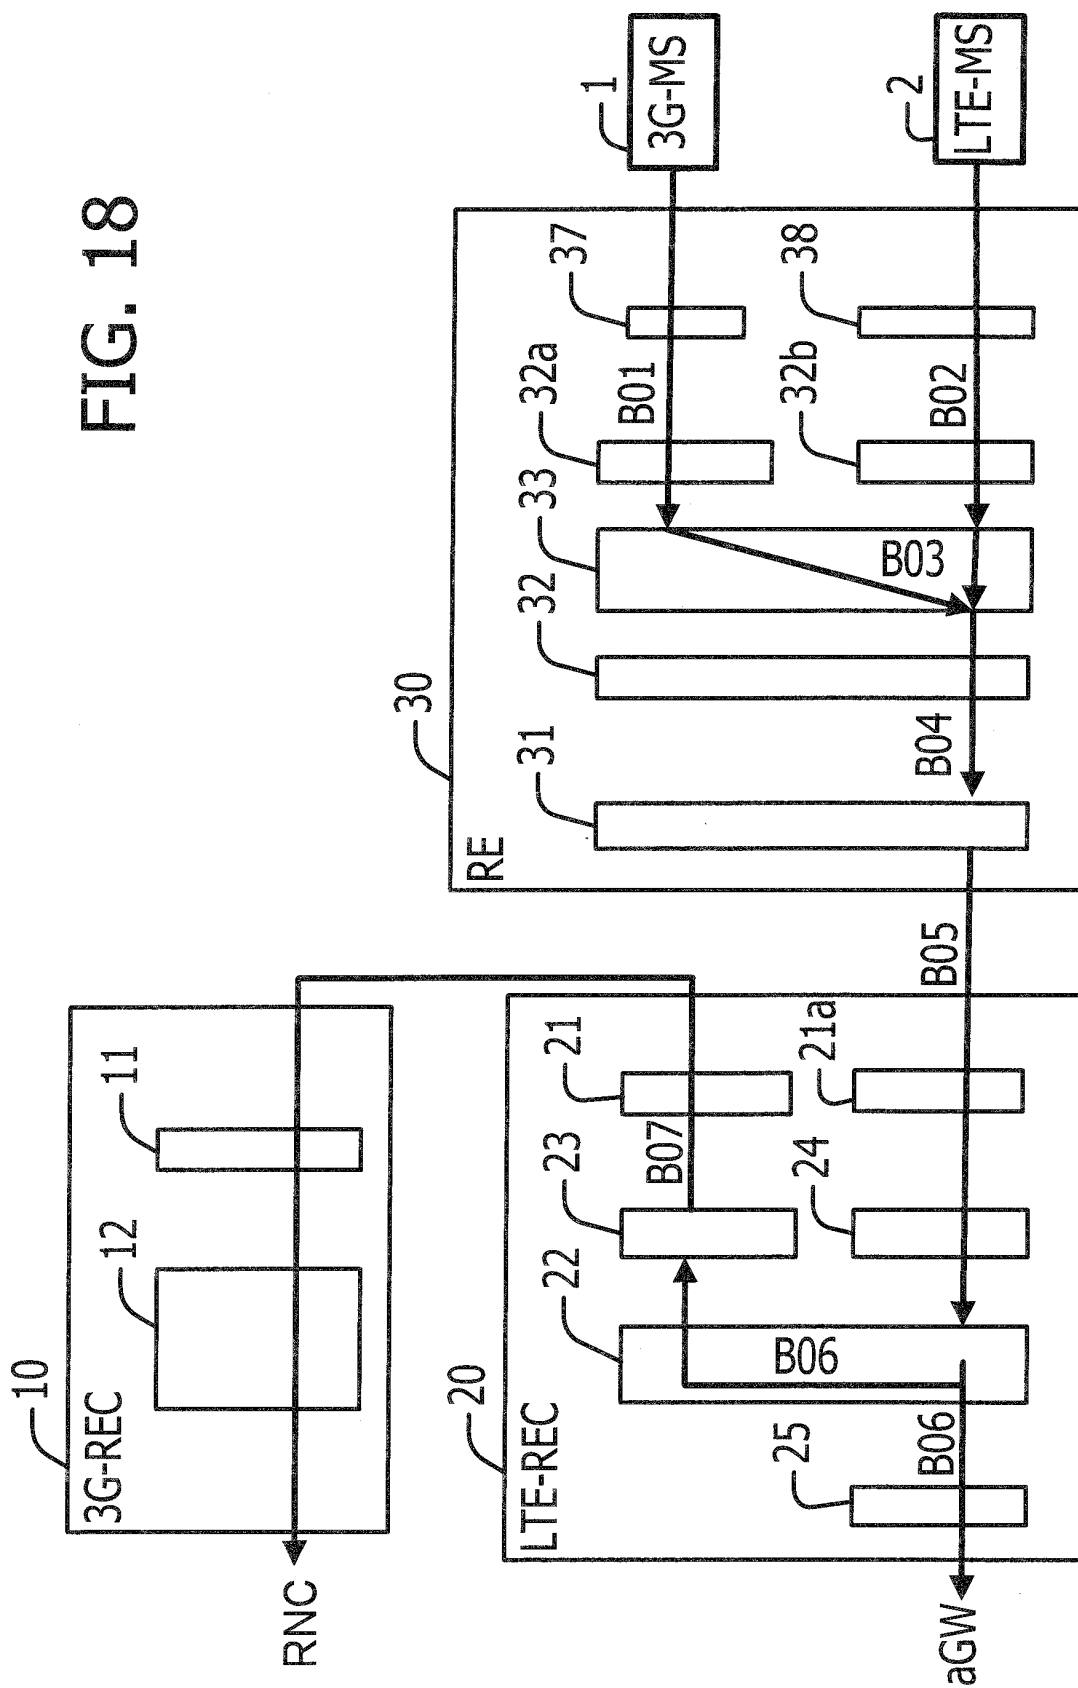 FIG. 18
10
3G-REC
12
11
RNC
20
LTE-REC
25
22
23
21
B07
B06
B06
24
21a
aGW
B05
30
RE
31
32
33
32a
37
B01
B04
B03
32b
38
B02
1
3G-MS
2
LTE-MS